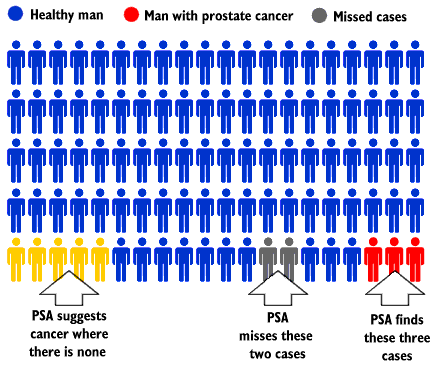 Healthy man
Man with prostate cancer
Missed cases
PSA suggests
cancer where
there is none
PSA
misses these
two cases
PSA finds
these three
cases